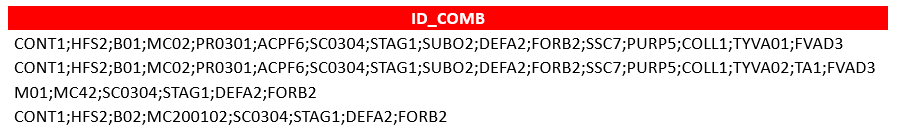 ID_COMB
CONT1;HFS2;B01;MC02;PR0301;ACPF6;SC0304;STAG1;SUBO2;DEFA2;FORB2;SSC7;PURP5;COLL1;TYVA01;FVAD3
CONT1;HFS2;B01;MC02;PR0301;ACPF6;SC0304;STAG1;SUBO2;DEFA2;FORB2;SSC7;PURP5;COLL1;TYVA02;TA1;FVAD3
M01;MC42;SC0304;STAG1;DEFA2;FORB2
CONT1;HFS2;B02;MC200102;SC0304;STAG1;DEFA2;FORB2